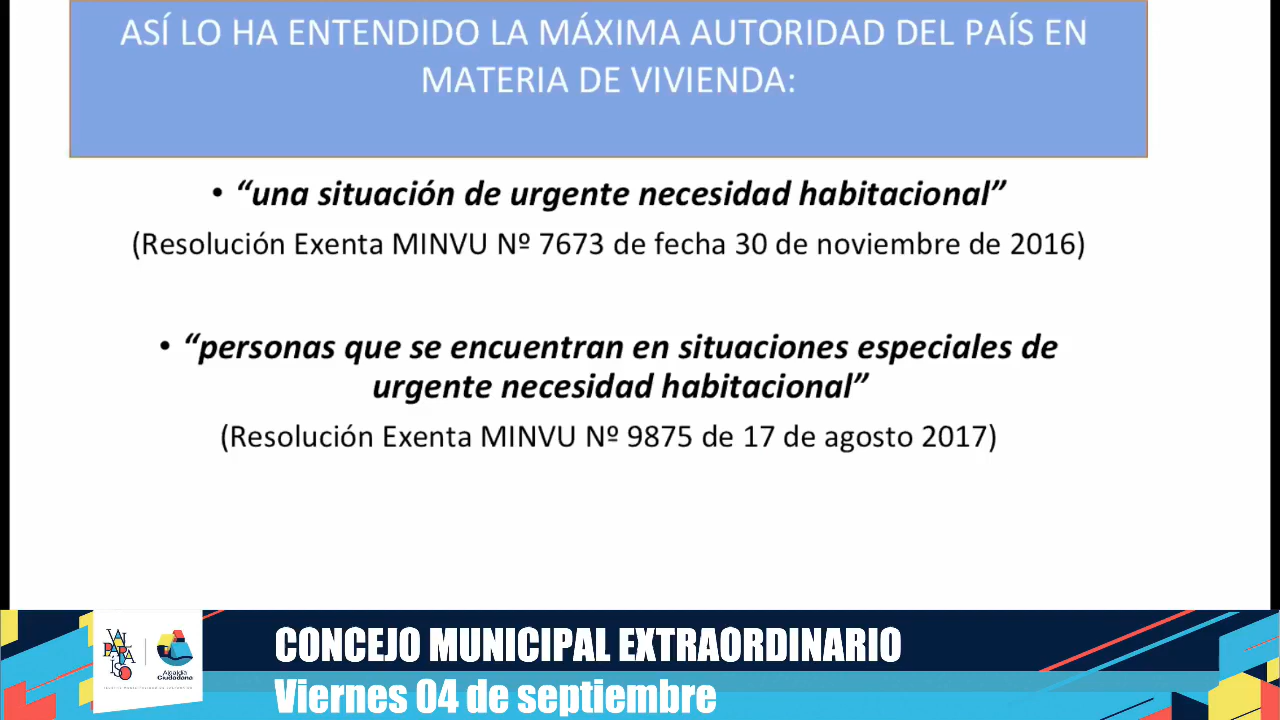 ASÍ LO HA ENTENDIDO LA MÁXIMA AUTORIDAD DEL PAÍS EN
MATERIA DE VIVIENDA:
• “una situación de urgente necesidad habitacional”
(Resolución Exenta MINVU Nº 7673 de fecha 30 de noviembre de 2016)
• “personas que se encuentran en situaciones especiales de
urgente necesidad habitacional”
(Resolución Exenta MINVU Nº 9875 de 17 de agosto 2017)
VALPARAÍSO
Alcaldía
Ciudadana
CONCEJO MUNICIPAL EXTRAORDINARIO
Viernes 04 de septiembre